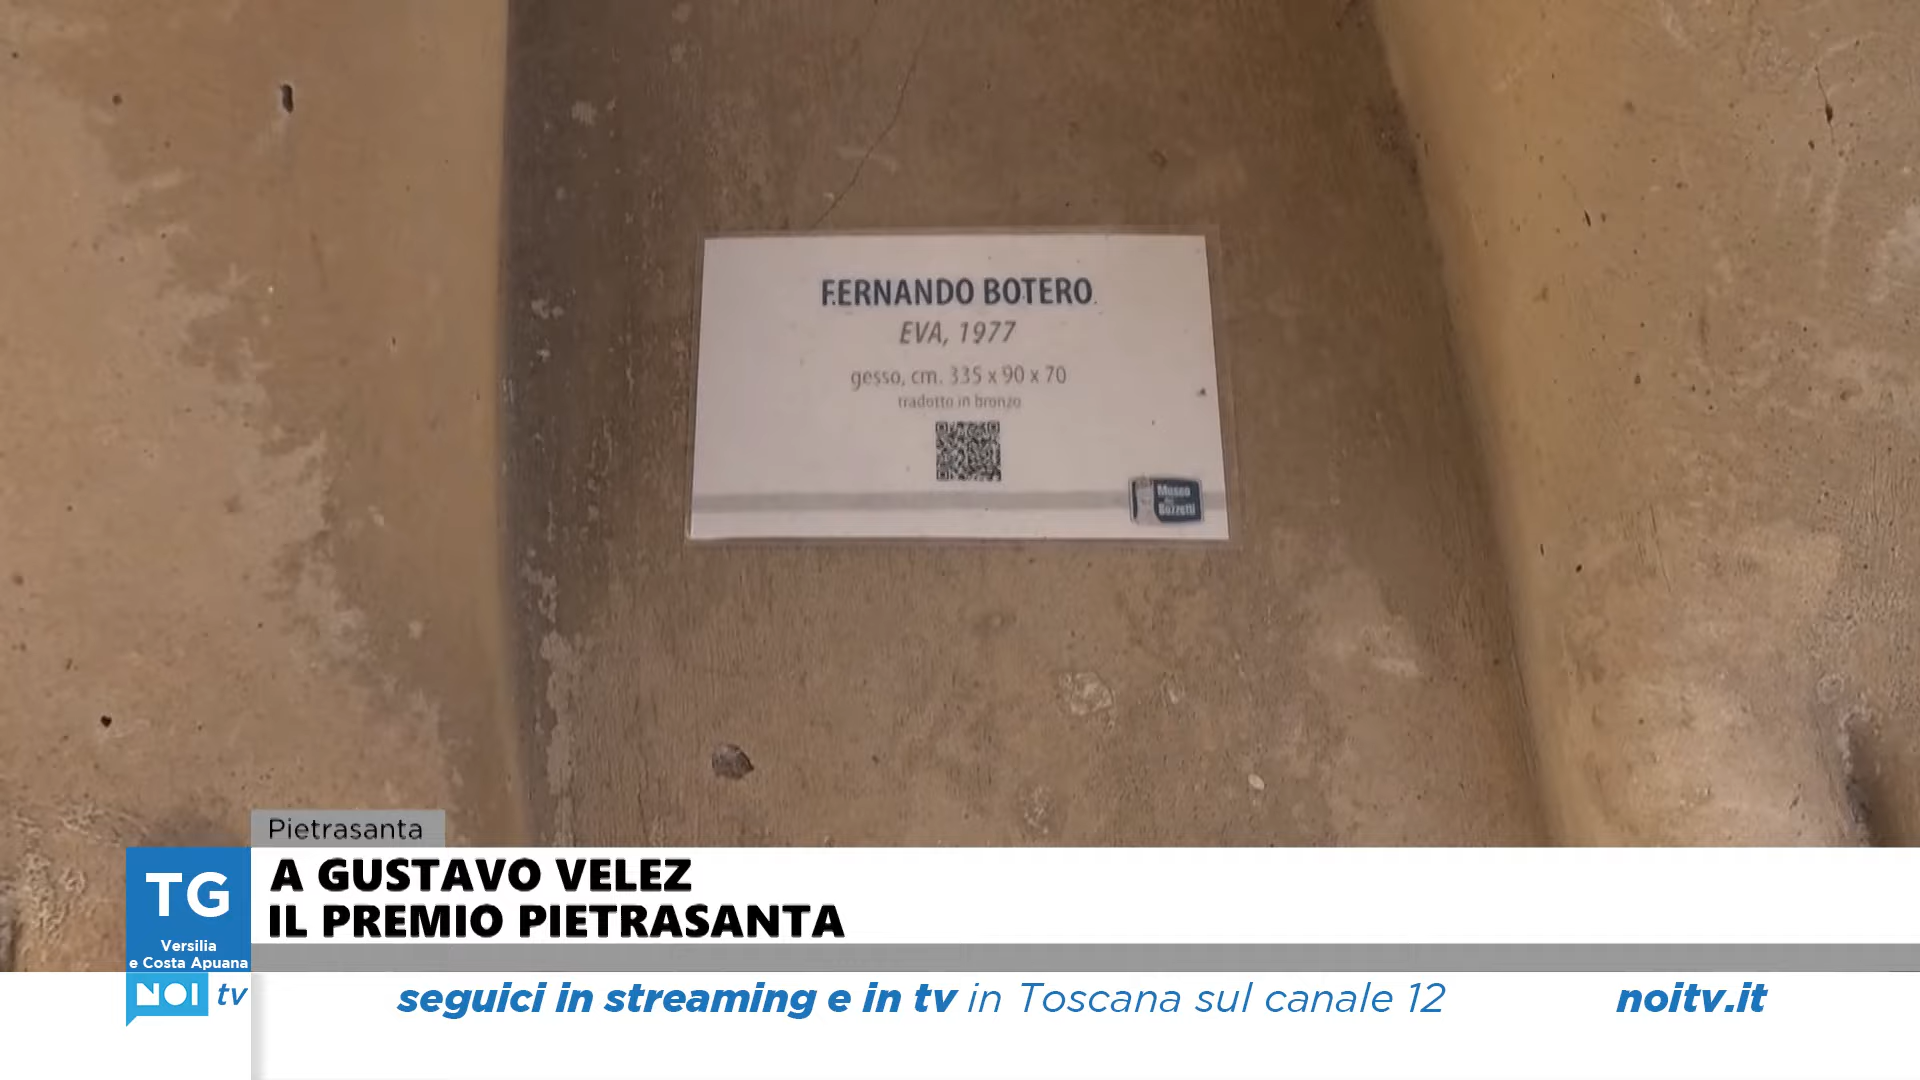 FERNANDO BOTERO
EVA, 1977
gesso, cm. 335 x 90 x 70
tradotto in bronzo
Museo
dei
Bozzetti
Pietrasanta
A GUSTAVO VELEZ
IL PREMIO PIETRASANTA
TG
Versilia
e Costa Apuana
NOI tv
seguici in streaming e in tv in Toscana sul canale 12
noitv.it